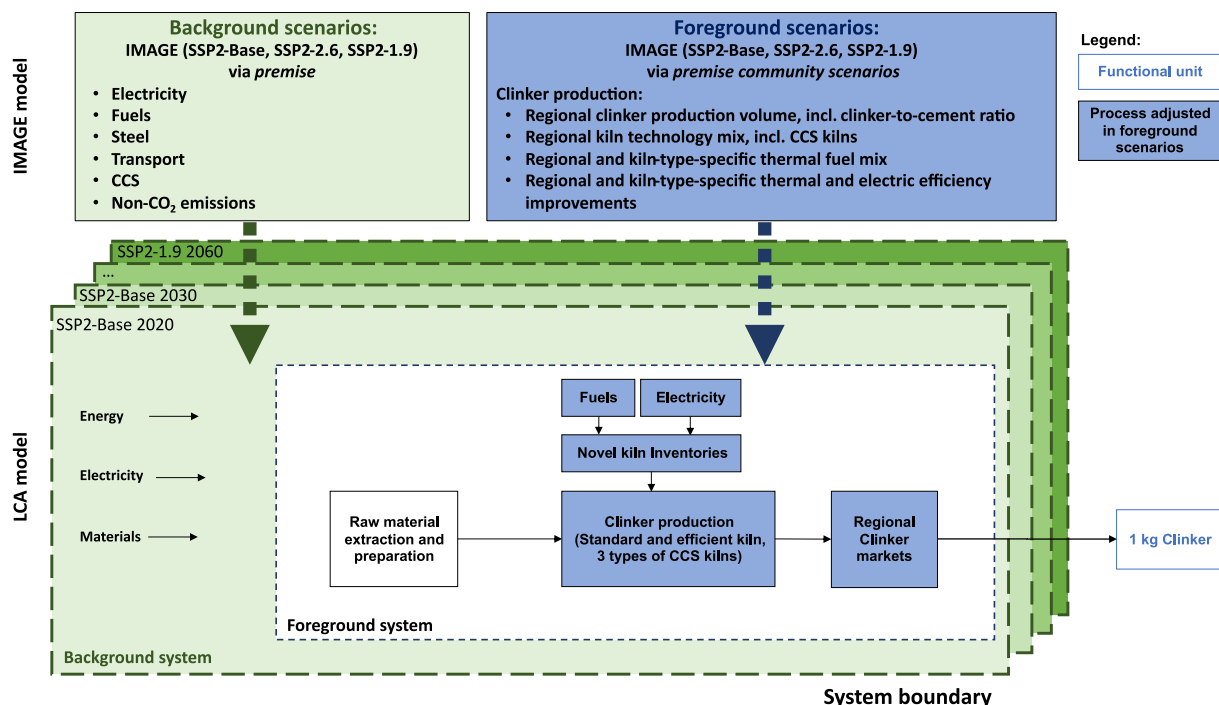 IMAGE model
Background scenarios:
IMAGE (SSP2-Base, SSP2-2.6, SSP2-1.9)
via premise
• Electricity
• Fuels
• Steel
• Transport
• CCS
• Non-CO₂ emissions
Foreground scenarios:
IMAGE (SSP2-Base, SSP2-2.6, SSP2-1.9)
via premise community scenarios
Clinker production:
• Regional clinker production volume, incl. clinker-to-cement ratio
• Regional kiln technology mix, incl. CCS kilns
• Regional and kiln-type-specific thermal fuel mix
• Regional and kiln-type-specific thermal and electric efficiency
improvements
Legend:
Functional unit
Process adjusted
in foreground
scenarios
LCA model
SSP2-1.9 2060
...
SSP2-Base 2030
SSP2-Base 2020
Energy
Electricity
Materials
Fuels
Electricity
Novel kiln Inventories
Raw material
extraction and
preparation
Clinker production
(Standard and efficient kiln,
3 types of CCS kilns)
Regional
Clinker
markets
1 kg Clinker
Foreground system
Background system
System boundary